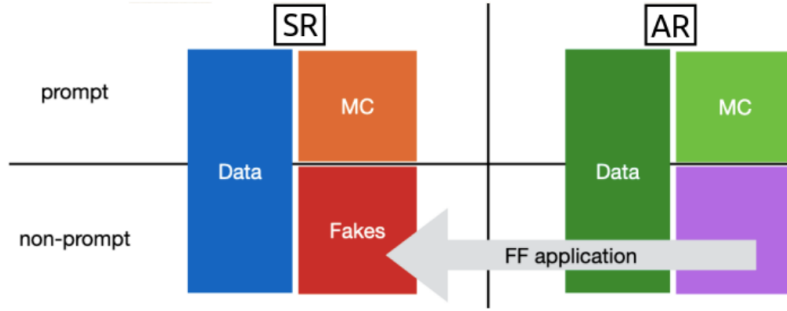 SR
AR
prompt
MC
MC
Data
Data
non-prompt
Fakes
FF application